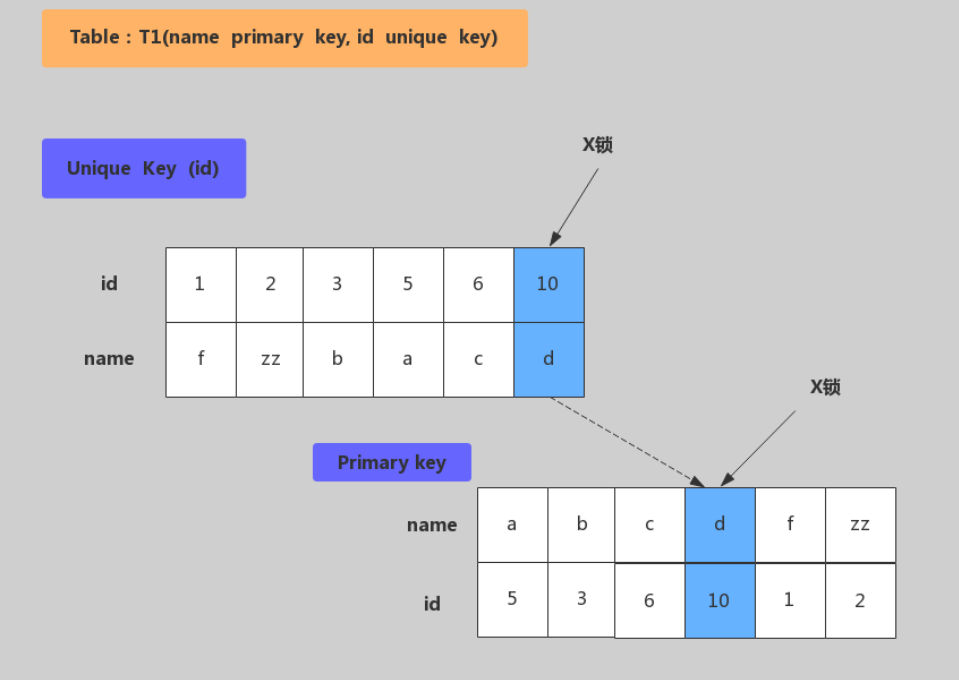 Table : T1(name primary key, id unique key)
X锁
Unique Key (id)
id 1 2 3 5 6 10
name f zz b a c d
X锁
Primary key
name a b c d f zz
id 5 3 6 10 1 2